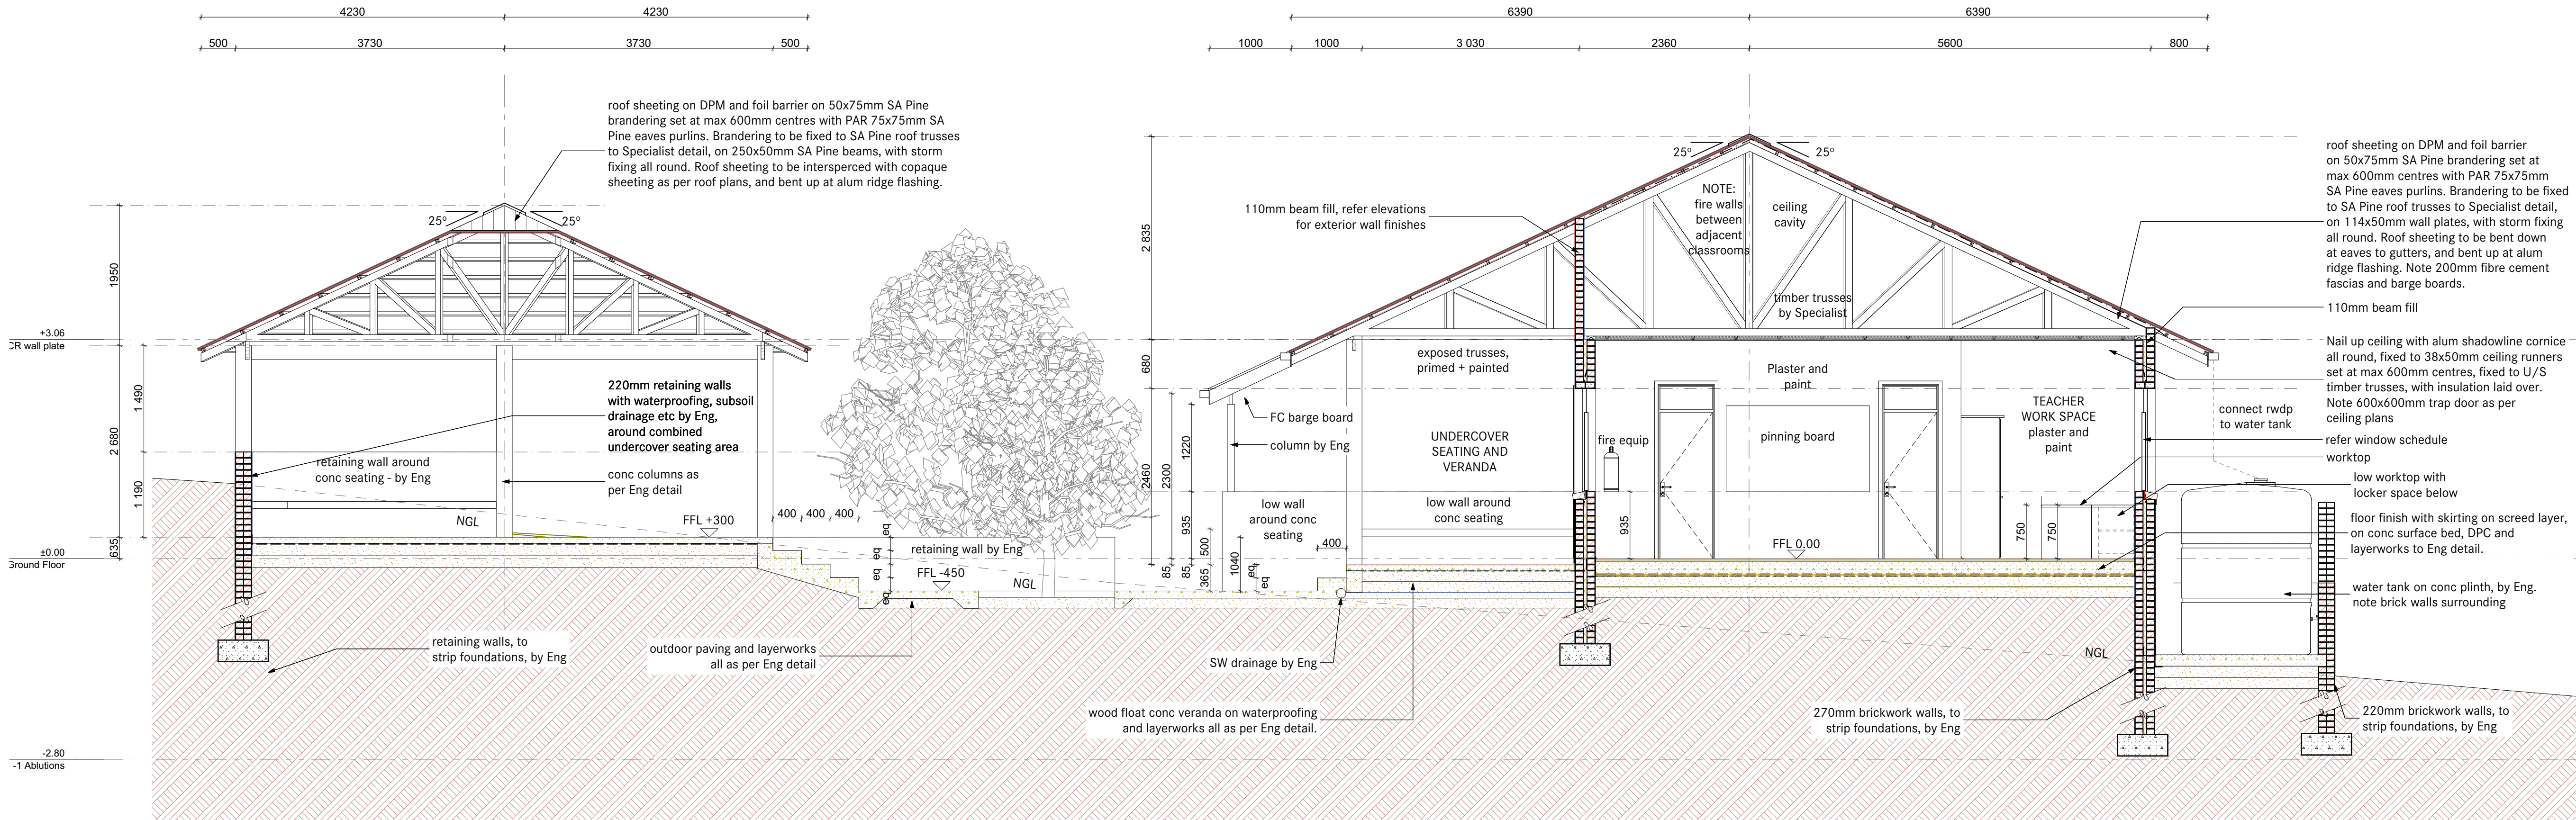 4230
4230
500
3730
3730
500
6390
6390
1000
1000
3 030
2360
5600
800
roof sheeting on DPM and foil barrier on 50x75mm SA Pine
brandering set at max 600mm centres with PAR 75x75mm SA
Pine eaves purlins. Brandering to be fixed to SA Pine roof trusses
to Specialist detail, on 250x50mm SA Pine beams, with storm
fixing all round. Roof sheeting to be intersperced with copaque
sheeting as per roof plans, and bent up at alum ridge flashing.
25°
25°
1950
+3.06
CR wall plate
1 490
2 680
1 190
635
±0.00
Ground Floor
-2.80
-1 Ablutions
220mm retaining walls
with waterproofing, subsoil
drainage etc by Eng,
around combined
undercover seating area
retaining wall around
conc seating - by Eng
conc columns as
per Eng detail
NGL
FFL +300
400
400
400
eq
eq
eq
eq
retaining wall by Eng
FFL -450
NGL
retaining walls, to
strip foundations, by Eng
outdoor paving and layerworks
all as per Eng detail
25°
25°
2 835
680
2460
2300
1220
935
500
85
85
365
1040
eq
eq
400
110mm beam fill, refer elevations
for exterior wall finishes
NOTE:
fire walls
between
adjacent
classrooms
ceiling
cavity
timber trusses
by Specialist
exposed trusses,
primed + painted
FC barge board
column by Eng
UNDERCOVER
SEATING AND
VERANDA
low wall
around conc
seating
low wall around
conc seating
fire equip
935
Plaster and
paint
pinning board
FFL 0.00
TEACHER
WORK SPACE
plaster and
paint
750
750
SW drainage by Eng
wood float conc veranda on waterproofing
and layerworks all as per Eng detail.
270mm brickwork walls, to
strip foundations, by Eng
NGL
connect rwdp
to water tank
roof sheeting on DPM and foil barrier
on 50x75mm SA Pine brandering set at
max 600mm centres with PAR 75x75mm
SA Pine eaves purlins. Brandering to be fixed
to SA Pine roof trusses to Specialist detail,
on 114x50mm wall plates, with storm fixing
all round. Roof sheeting to be bent down
at eaves to gutters, and bent up at alum
ridge flashing. Note 200mm fibre cement
fascias and barge boards.
110mm beam fill
Nail up ceiling with alum shadowline cornice
all round, fixed to 38x50mm ceiling runners
set at max 600mm centres, fixed to U/S
timber trusses, with insulation laid over.
Note 600x600mm trap door as per
ceiling plans
refer window schedule
worktop
low worktop with
locker space below
floor finish with skirting on screed layer,
on conc surface bed, DPC and
layerworks to Eng detail.
water tank on conc plinth, by Eng.
note brick walls surrounding
220mm brickwork walls, to
strip foundations, by Eng